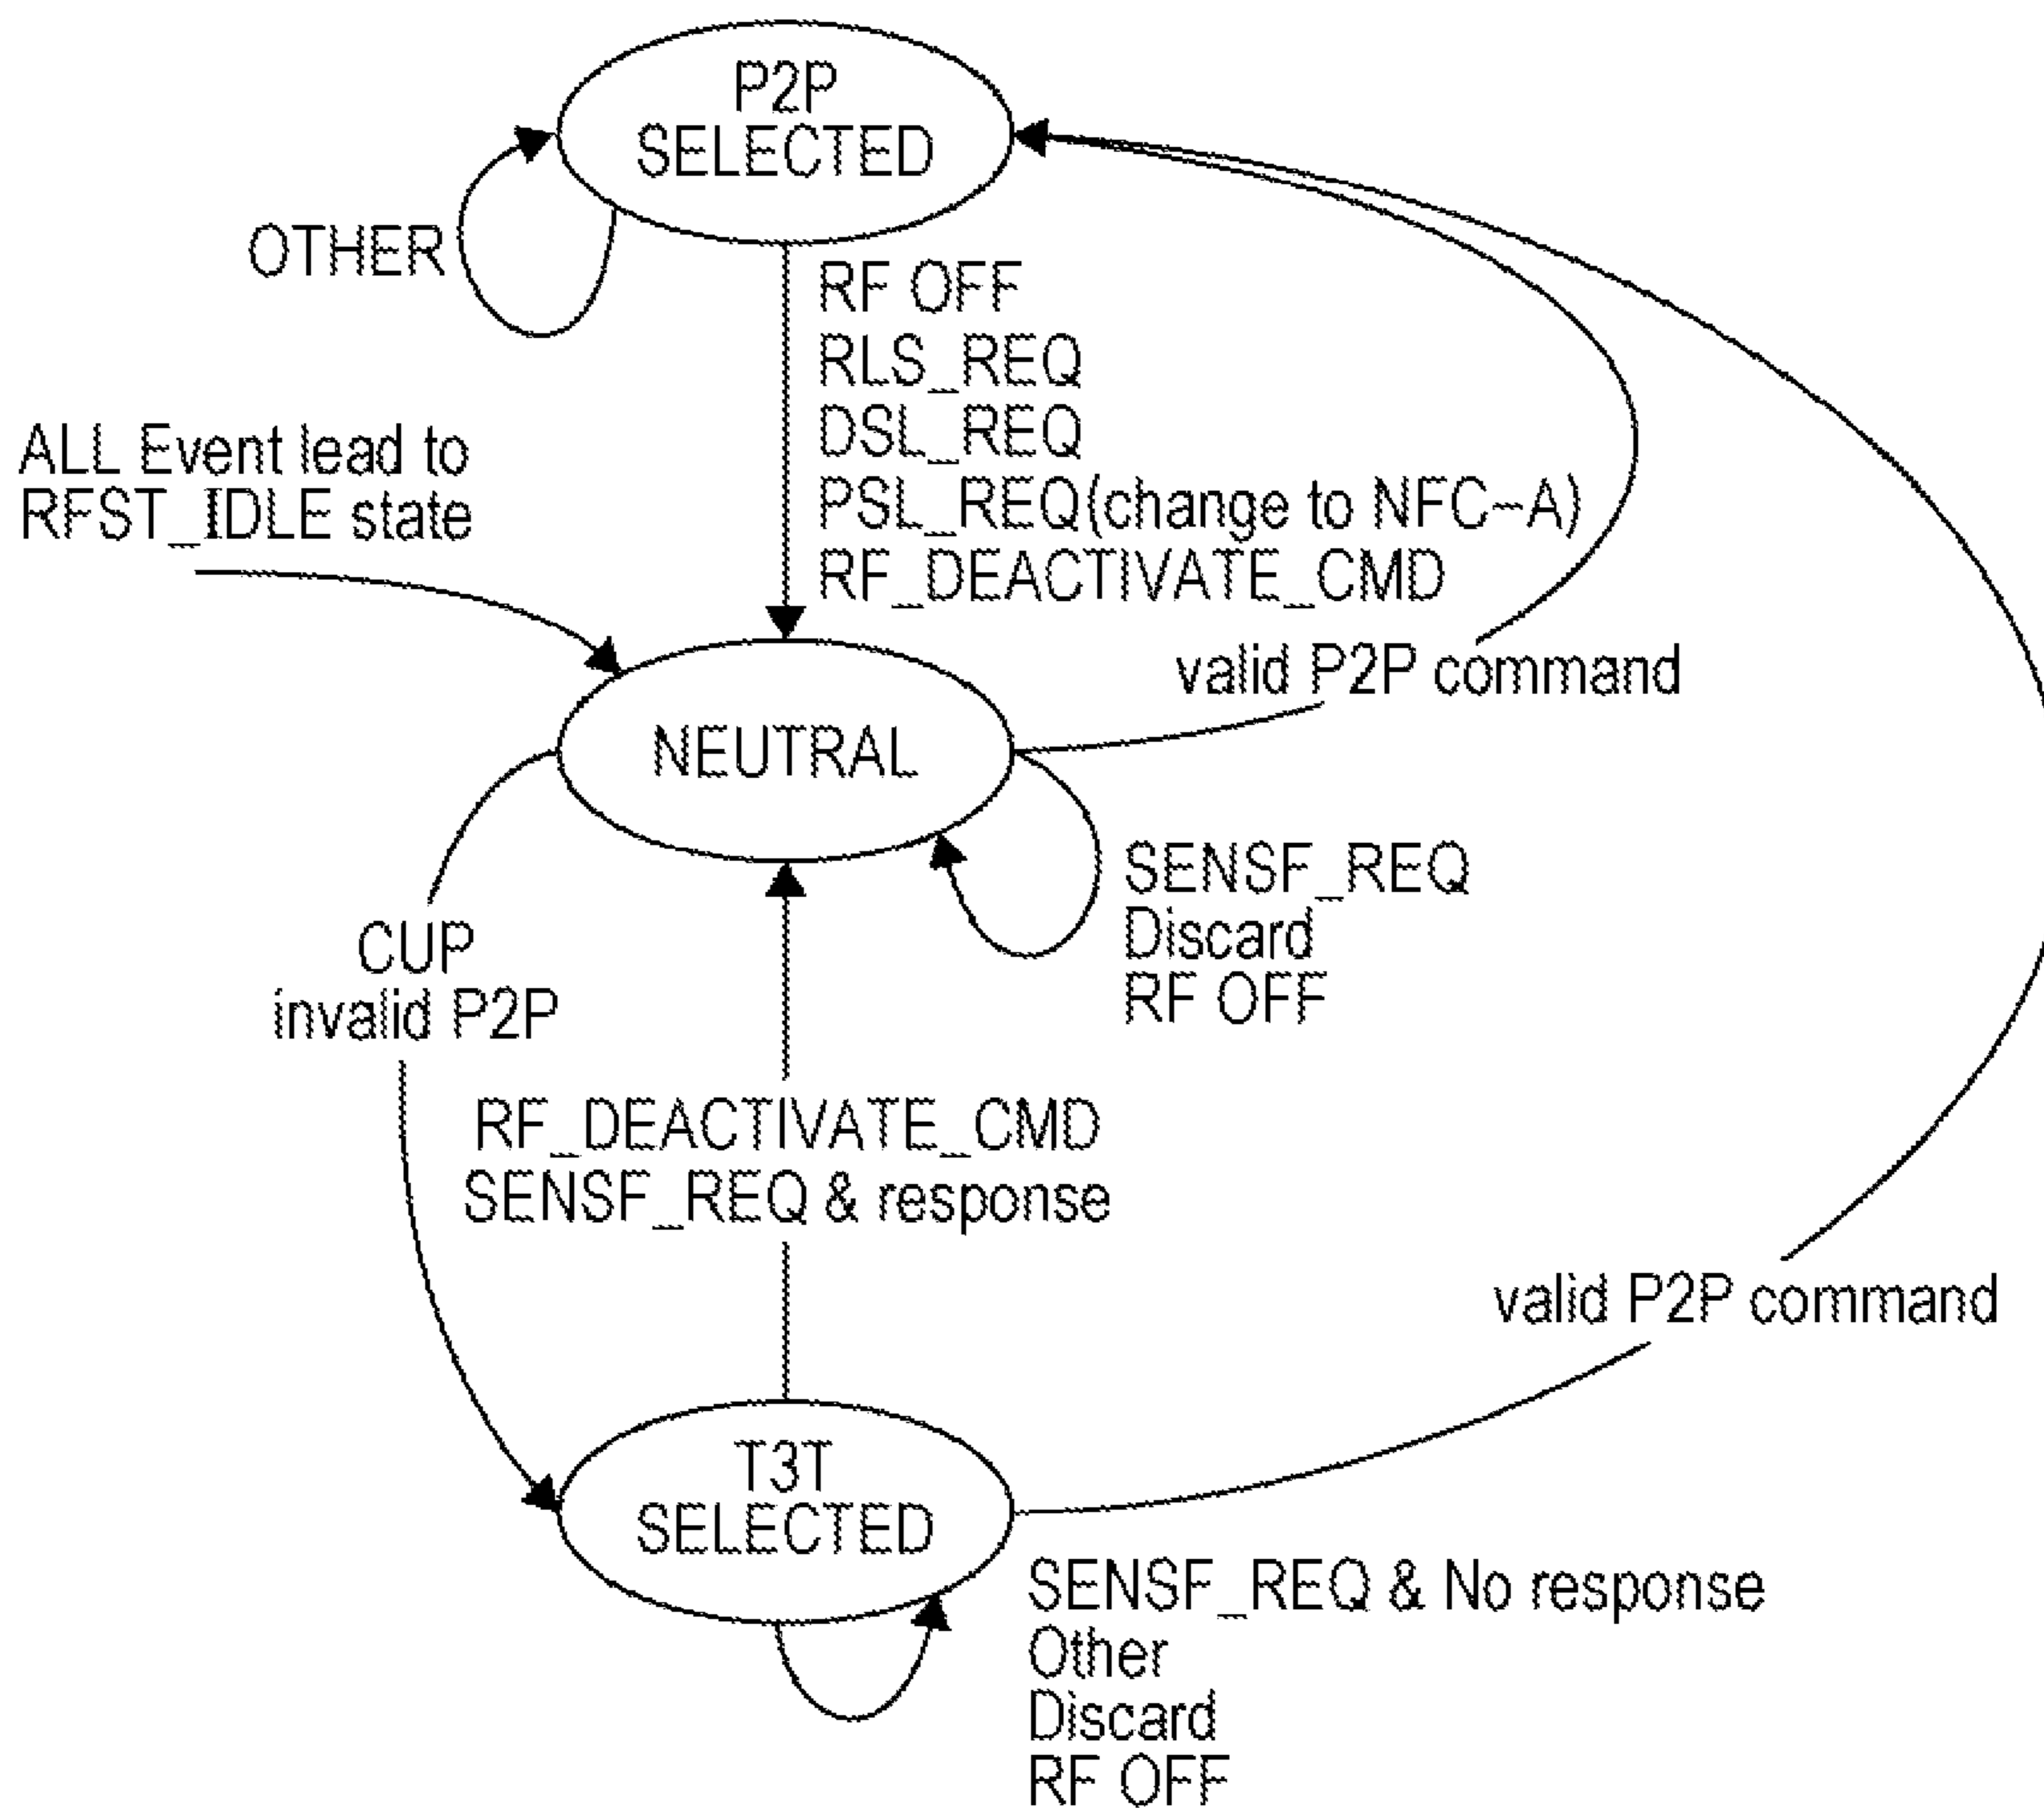 P2P
SELECTED
OTHER
RF OFF
RLS_REQ
DSL_REQ
PSL_REQ(change to NFC-A)
RF_DEACTIVATE_CMD
ALL Event lead to
RFST_IDLE state
valid P2P command
NEUTRAL
SENSF_REQ
Discard
RF OFF
CUP
invalid P2P
RF_DEACTIVATE_CMD
SENSF_REQ & response
valid P2P command
T3T
SELECTED
SENSF_REQ & No response
Other
Discard
RF OFF